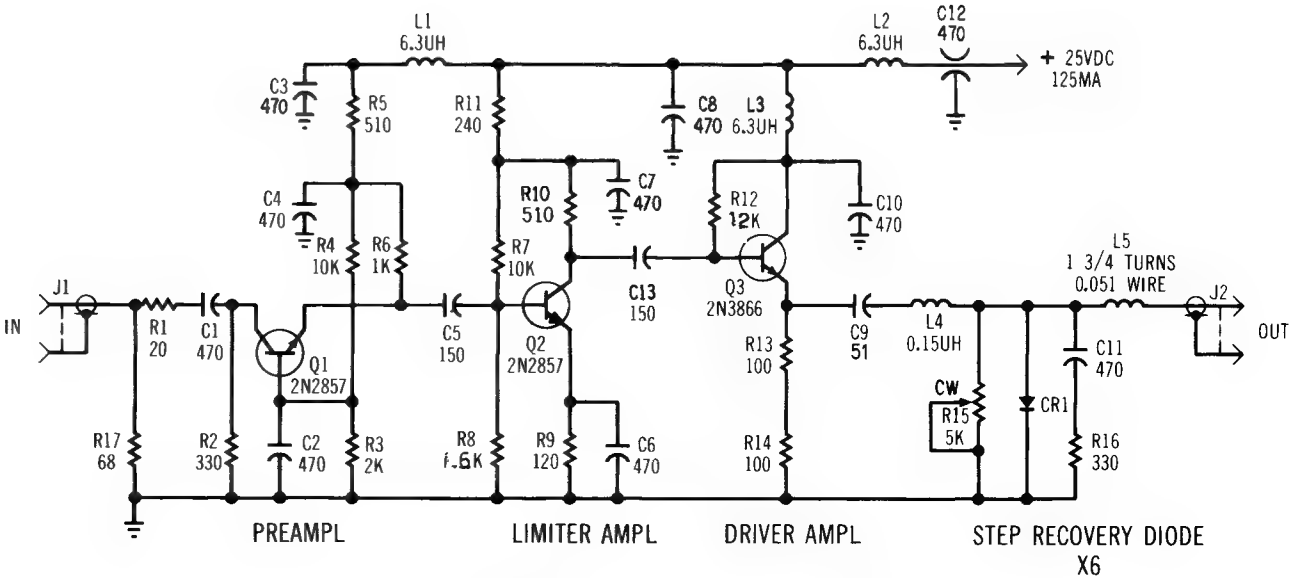 L1
6.3UH
L2
6.3UH
C12
470
+ 25VDC
125MA
C3
470
R5
510
R11
240
C8
470
L3
6.3UH
C4
470
R4
10K
R6
1K
R10
510
C7
470
R12
12K
C10
470
R7
10K
L5
1 3/4 TURNS
0.051 WIRE
J1
IN
R1
20
C1
470
Q1
2N2857
C5
150
Q2
2N2857
C13
150
Q3
2N3866
C9
51
L4
0.15UH
J2
OUT
R13
100
C11
470
CW
R15
5K
CR1
R17
68
R2
330
C2
470
R3
2K
R8
R9
120
C6
470
R14
100
R16
330
PREAMPL
LIMITER AMPL
DRIVER AMPL
STEP RECOVERY DIODE
X6